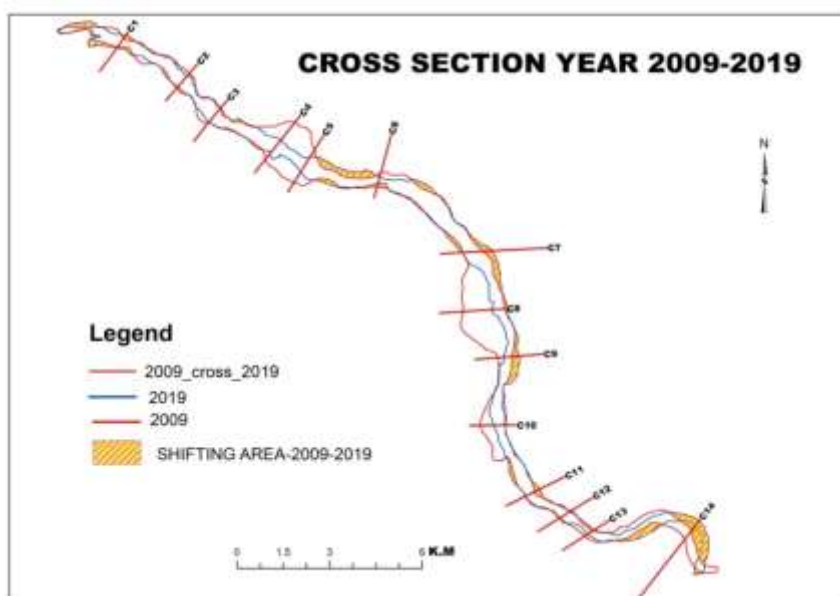 CROSS SECTION YEAR 2009-2019
C1
C2
C3
C4
C5
C6
N
C7
C8
C9
C10
C11
C12
C13
C14
Legend
2009_cross_2019
2019
2009
SHIFTING AREA-2009-2019
0 1.5 3 6 K.M